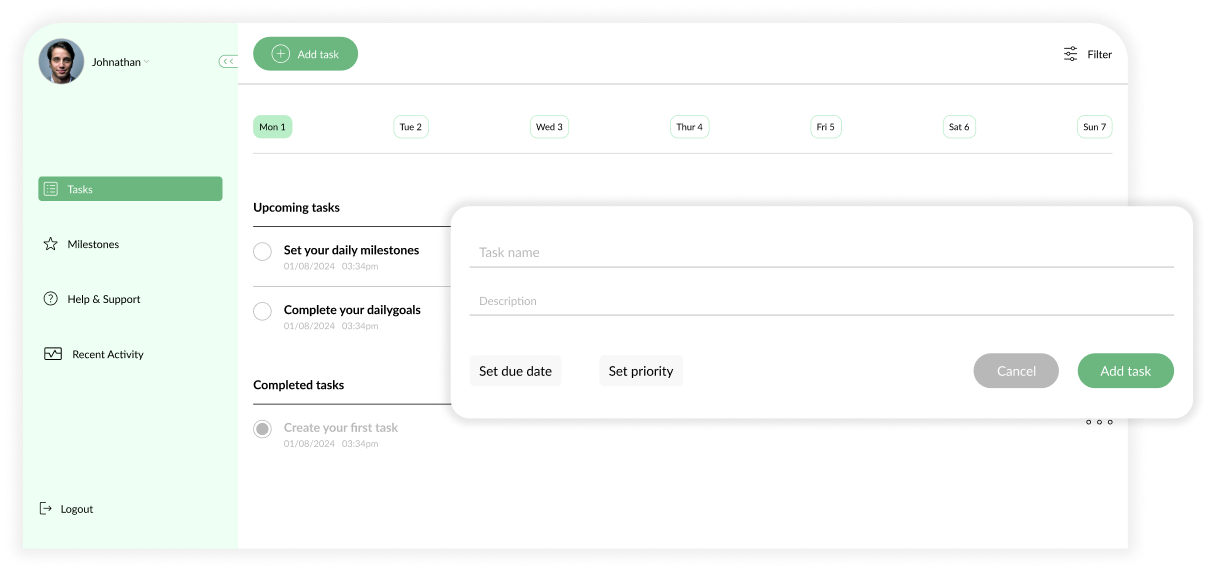 Johnathan
<<
Add task
Filter
Mon 1
Tue 2
Wed 3
Thur 4
Fri 5
Sat 6
Sun 7
Tasks
Milestones
Help & Support
Recent Activity
Logout
Upcoming tasks
Set your daily milestones
01/08/2024 03:34pm
Complete your dailygoals
01/08/2024 03:34pm
Completed tasks
Create your first task
01/08/2024 03:34pm
Task name
Description
Set due date
Set priority
Cancel
Add task